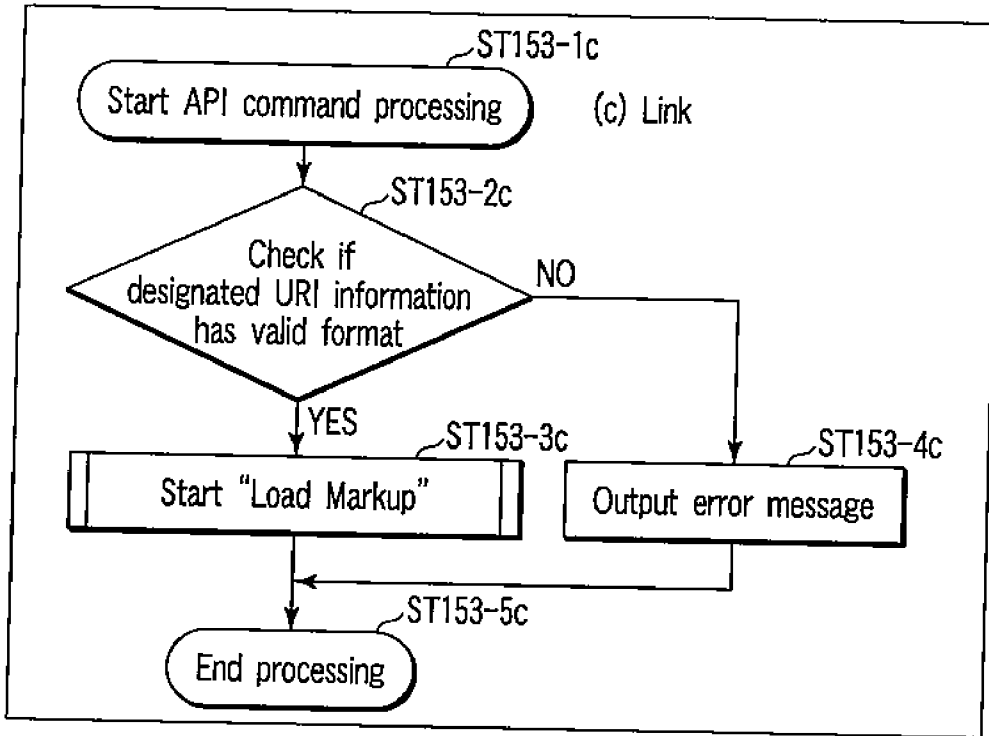 ST153-1c
Start API command processing
(c) Link
ST153-2c
Check if
designated URI information
has valid format
NO
YES
ST153-3c
ST153-4c
Start "Load Markup"
Output error message
ST153-5c
End processing